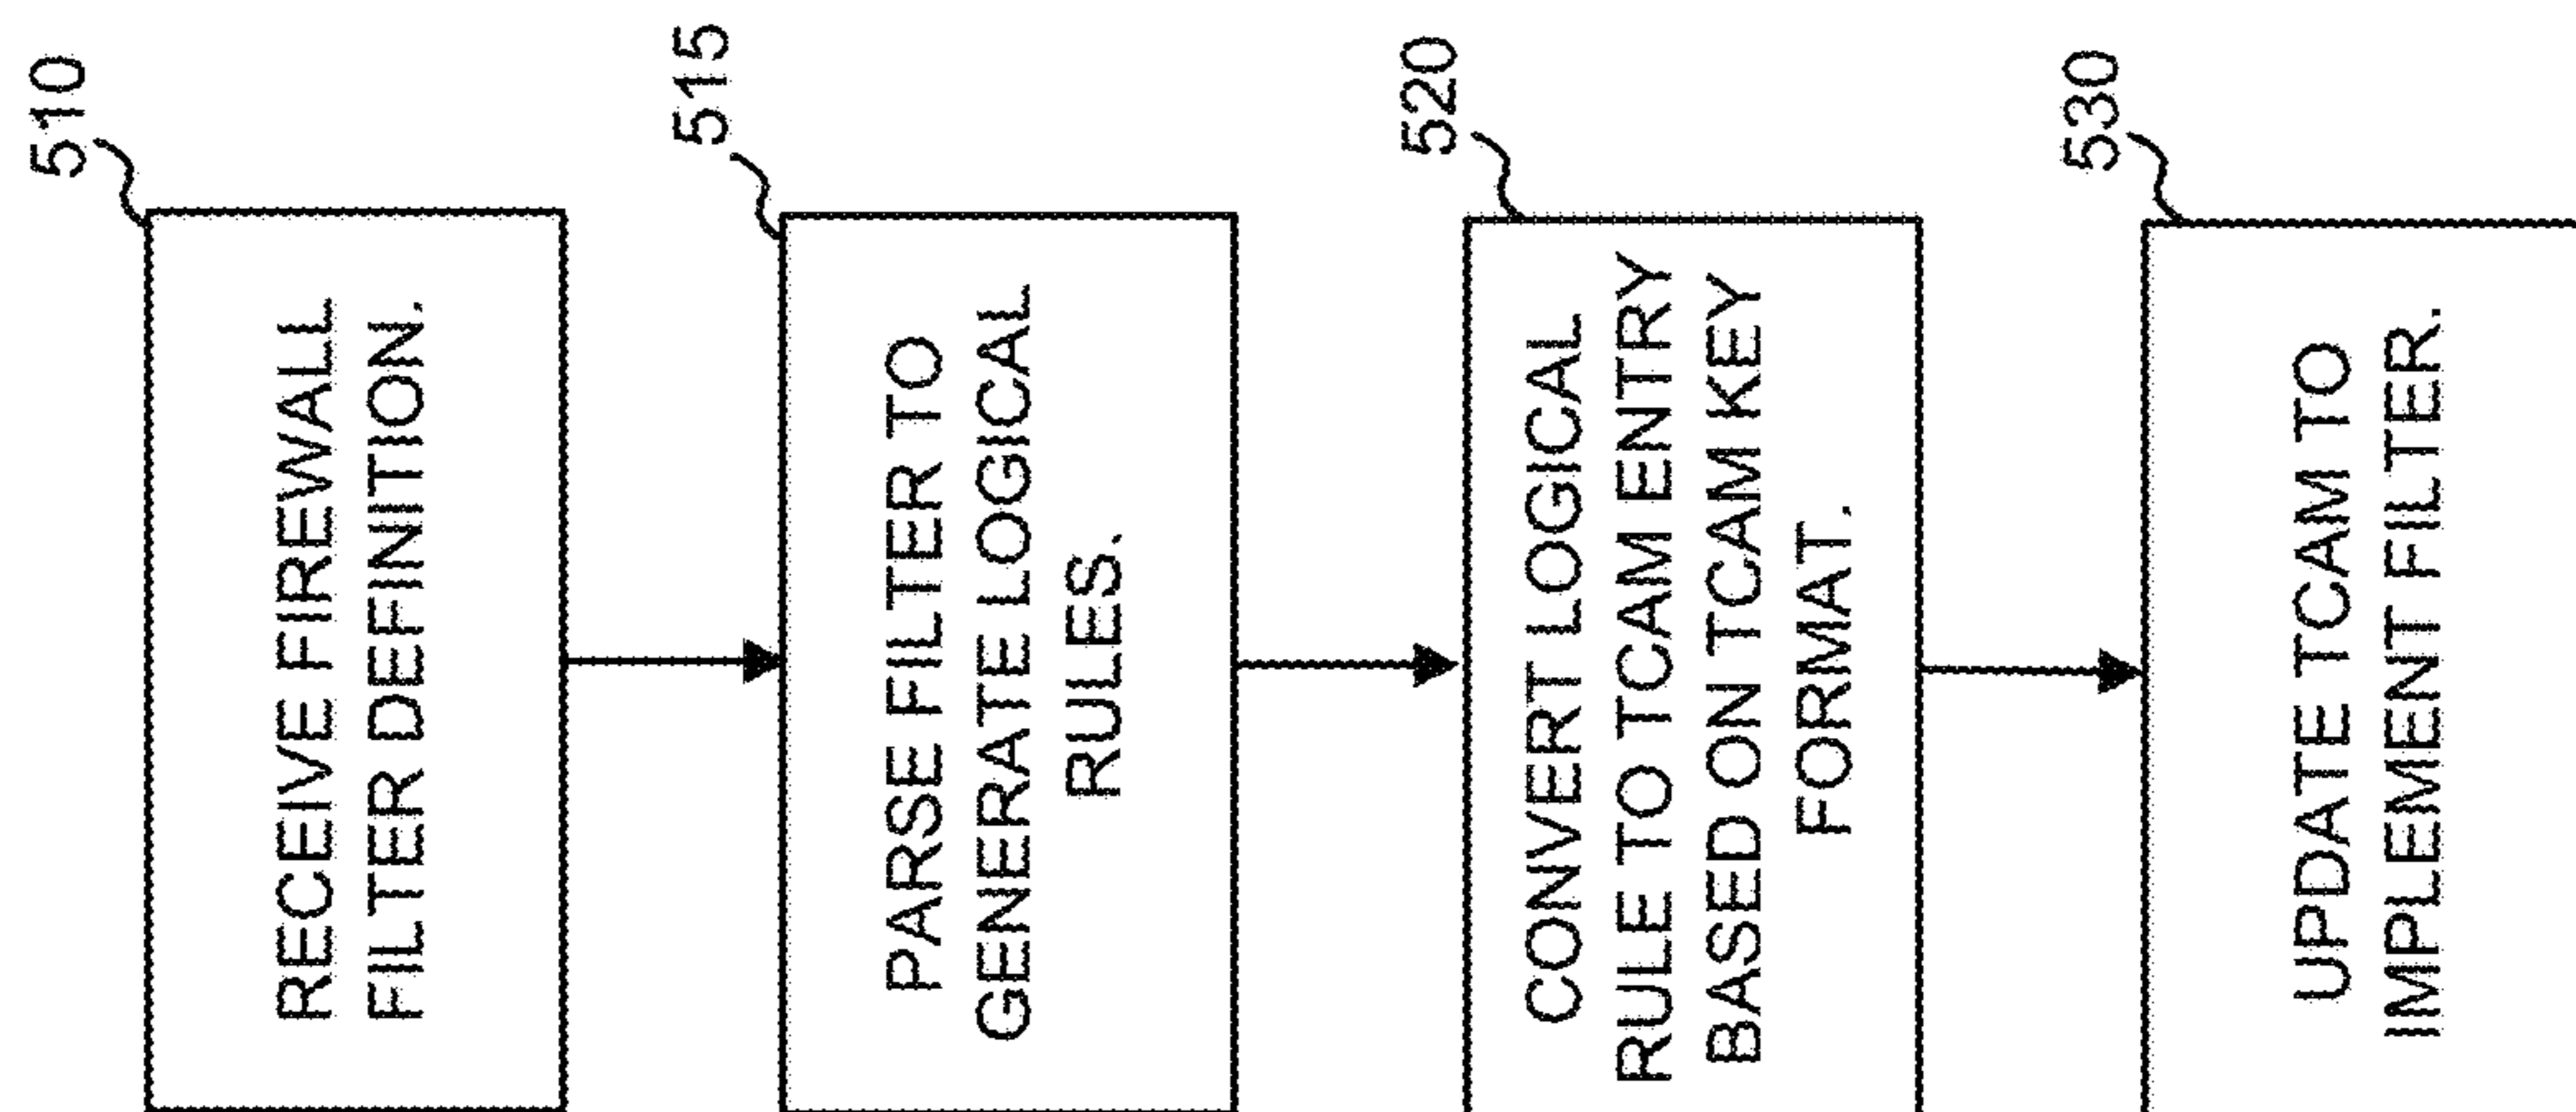 510
RECEIVE FIREWALL
FILTER DEFINITION.
515
PARSE FILTER TO
GENERATE LOGICAL
RULES.
520
CONVERT LOGICAL
RULE TO TCAM ENTRY
BASED ON TCAM KEY
FORMAT.
530
UPDATE TCAM TO
IMPLEMENT FILTER.